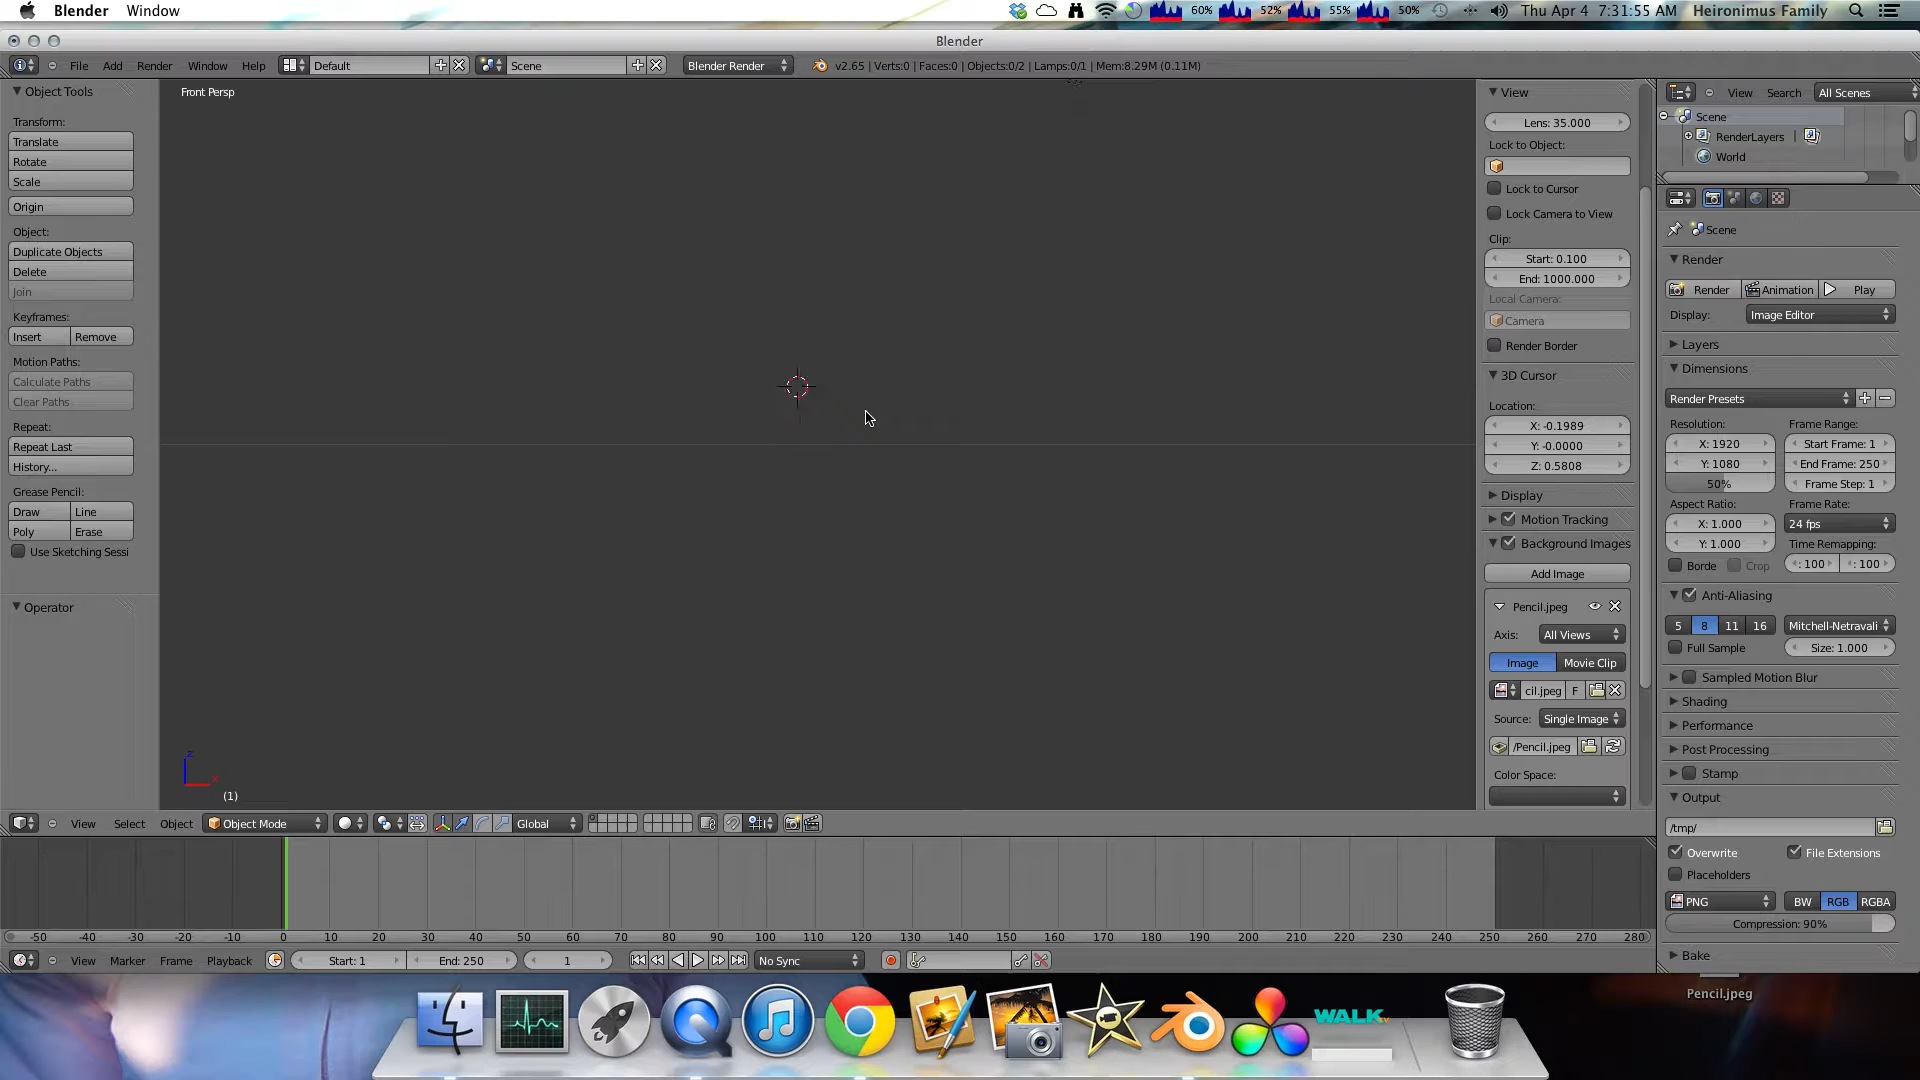 Blender Window 60% 52% 55% 50% Thu Apr 4 7:31:55 AM Heironimus Family
Blender
File Add Render Window Help Default Scene Blender Render v2.65 | Verts:0 | Faces:0 | Objects:0/2 | Lamps:0/1 | Mem:8.29M (0.11M)
Object Tools
Transform:
Translate
Rotate
Scale
Origin
Object:
Duplicate Objects
Delete
Join
Keyframes:
Insert Remove
Motion Paths:
Calculate Paths
Clear Paths
Repeat:
Repeat Last
History...
Grease Pencil:
Draw Line
Poly Erase
Use Sketching Sessi
Operator
Front Persp
z
x
(1)
View
Lens: 35.000
Lock to Object:
Lock to Cursor
Lock Camera to View
Clip:
Start: 0.100
End: 1000.000
Local Camera:
Camera
Render Border
3D Cursor
Location:
X: -0.1989
Y: -0.0000
Z: 0.5808
Display
Motion Tracking
Background Images
Add Image
Pencil.jpeg
Axis: All Views
Image Movie Clip
cil.jpeg F
Source: Single Image
/Pencil.jpeg
Color Space:
View Search All Scenes
Scene
RenderLayers |
World
Scene
Render
Render Animation Play
Display: Image Editor
Layers
Dimensions
Render Presets
Resolution: Frame Range:
X: 1920 Start Frame: 1
Y: 1080 End Frame: 250
50% Frame Step: 1
Aspect Ratio: Frame Rate:
X: 1.000 24 fps
Y: 1.000 Time Remapping:
Borde Crop : 100 : 100
Anti-Aliasing
5 8 11 16 Mitchell-Netravali
Full Sample Size: 1.000
Sampled Motion Blur
Shading
Performance
Post Processing
Stamp
Output
/tmp/
Overwrite File Extensions
Placeholders
PNG BW RGB RGBA
Compression: 90%
Bake
View Select Object Object Mode Global
-50 -40 -30 -20 -10 0 10 20 30 40 50 60 70 80 90 100 110 120 130 140 150 160 170 180 190 200 210 220 230 240 250 260 270 280
View Marker Frame Playback Start: 1 End: 250 1 No Sync
Pencil.jpeg
WALK